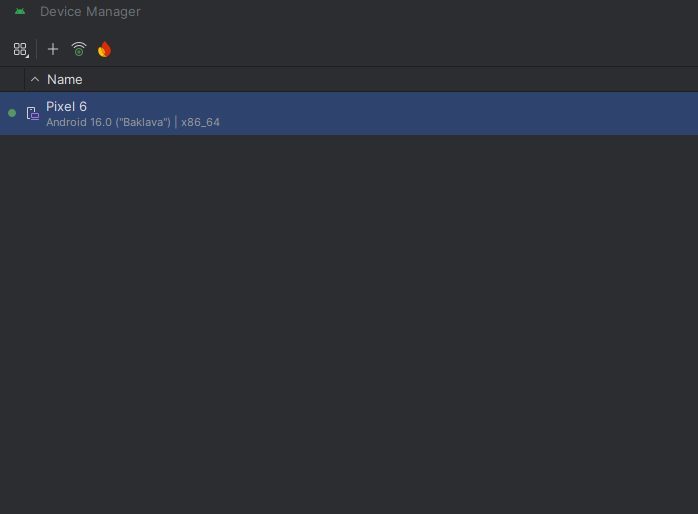 Device Manager
Name
Pixel 6
Android 16.0 ("Baklava") | x86_64